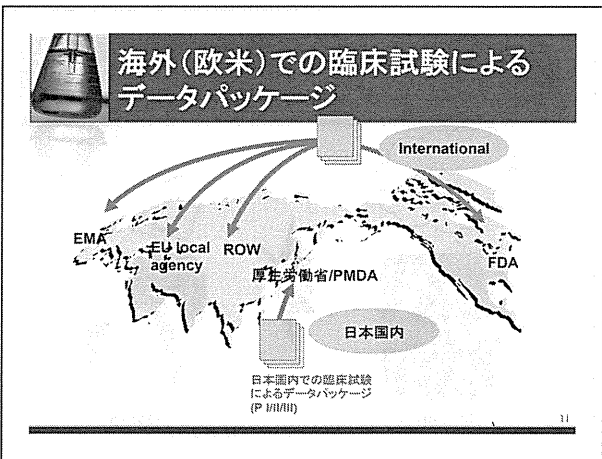 海外（欧米）での臨床試験による
データパッケージ
International
EMA
EU local
agency
ROW
厚生労働省/PMDA
FDA
日本国内
日本国内での臨床試験
によるデータパッケージ
(P I/II/III)
11